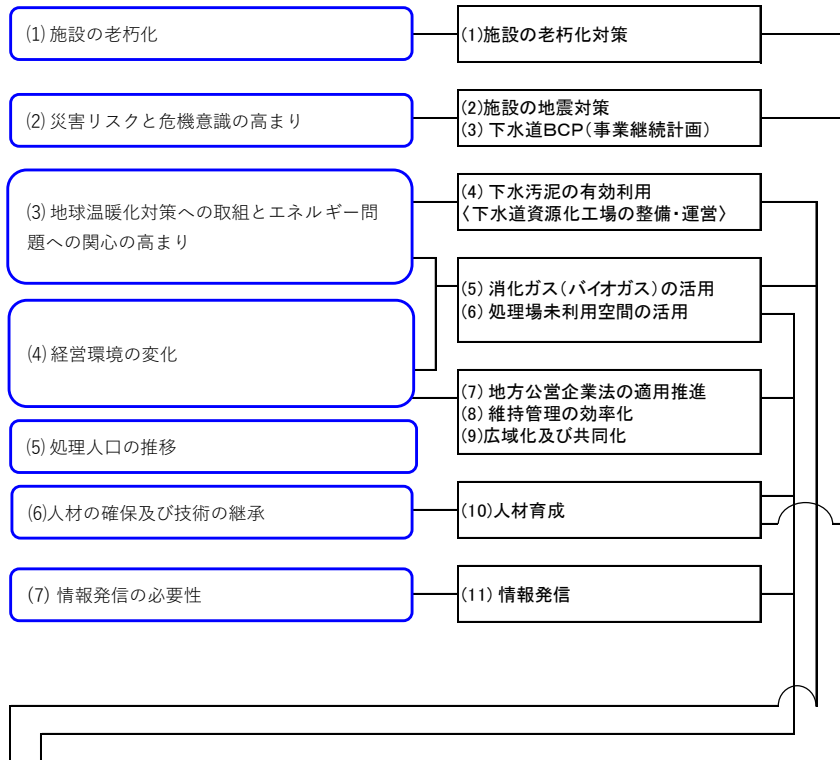 (1) 施設の老朽化
(1)施設の老朽化対策
(2) 災害リスクと危機意識の高まり
(2)施設の地震対策
(3) 下水道BCP(事業継続計画)
(3) 地球温暖化対策への取組とエネルギー問
題への関心の高まり
(4) 下水汚泥の有効利用
〈下水道資源化工場の整備・運営〉
(5) 消化ガス(バイオガス)の活用
(6) 処理場未利用空間の活用
(4) 経営環境の変化
(7) 地方公営企業法の適用推進
(8) 維持管理の効率化
(9)広域化及び共同化
(5) 処理人口の推移
(6)人材の確保及び技術の継承
(10)人材育成
(7) 情報発信の必要性
(11) 情報発信